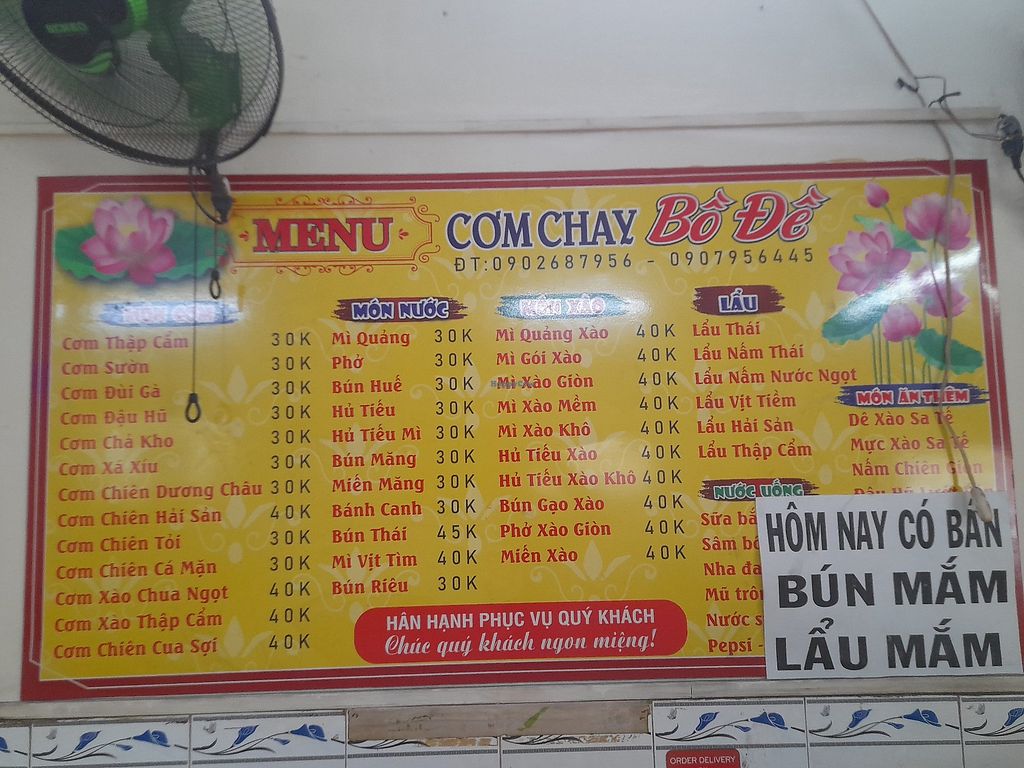 MENU
CƠM CHAY Bồ Đề
ĐT:0902687956 - 0907956445
MÓN CƠM
Cơm Thập Cẩm 30K
Cơm Sườn 30K
Cơm Đùi Gà 30K
Cơm Đậu Hũ 30K
Cơm Chả Kho 30K
Cơm Xá Xíu 30K
Cơm Chiên Dương Châu 30K
Cơm Chiên Hải Sản 40K
Cơm Chiên Tỏi 30K
Cơm Chiên Cá Mặn 30K
Cơm Xào Chua Ngọt 40K
Cơm Xào Thập Cẩm 40K
Cơm Chiên Cua Sợi 40K
MÓN NƯỚC
Mì Quảng 30K
Phở 30K
Bún Huế 30K
Hủ Tiếu 30K
Hủ Tiếu Mì 30K
Bún Măng 30K
Miến Măng 30K
Bánh Canh 30K
Bún Thái 45K
Mì Vịt Tìm 40K
Bún Riêu 30K
MÓN XÀO
Mì Quảng Xào 40K
Mì Gói Xào 40K
Mì Xào Giòn 40K
Mì Xào Mềm 40K
Mì Xào Khô 40K
Hủ Tiếu Xào 40K
Hủ Tiếu Xào Khô 40K
Bún Gạo Xào 40K
Phở Xào Giòn 40K
Miến Xào 40K
LẨU
Lẩu Thái
Lẩu Nấm Thái
Lẩu Nấm Nước Ngọt
Lẩu Vịt Tiềm
Lẩu Hải Sản
Lẩu Thập Cẩm
MÓN ĂN THÊM
Dê Xào Sa Tế
Mực Xào Sa Tế
Nấm Chiên Giòn
NƯỚC UỐNG
Sữa
Sâm
Nha
Mũ
Nước
Pepsi -
HÂN HẠNH PHỤC VỤ QUÝ KHÁCH
Chúc quý khách ngon miệng!
HÔM NAY CÓ BÁN
BÚN MẮM
LẨU MẮM
ORDER DELIVERY